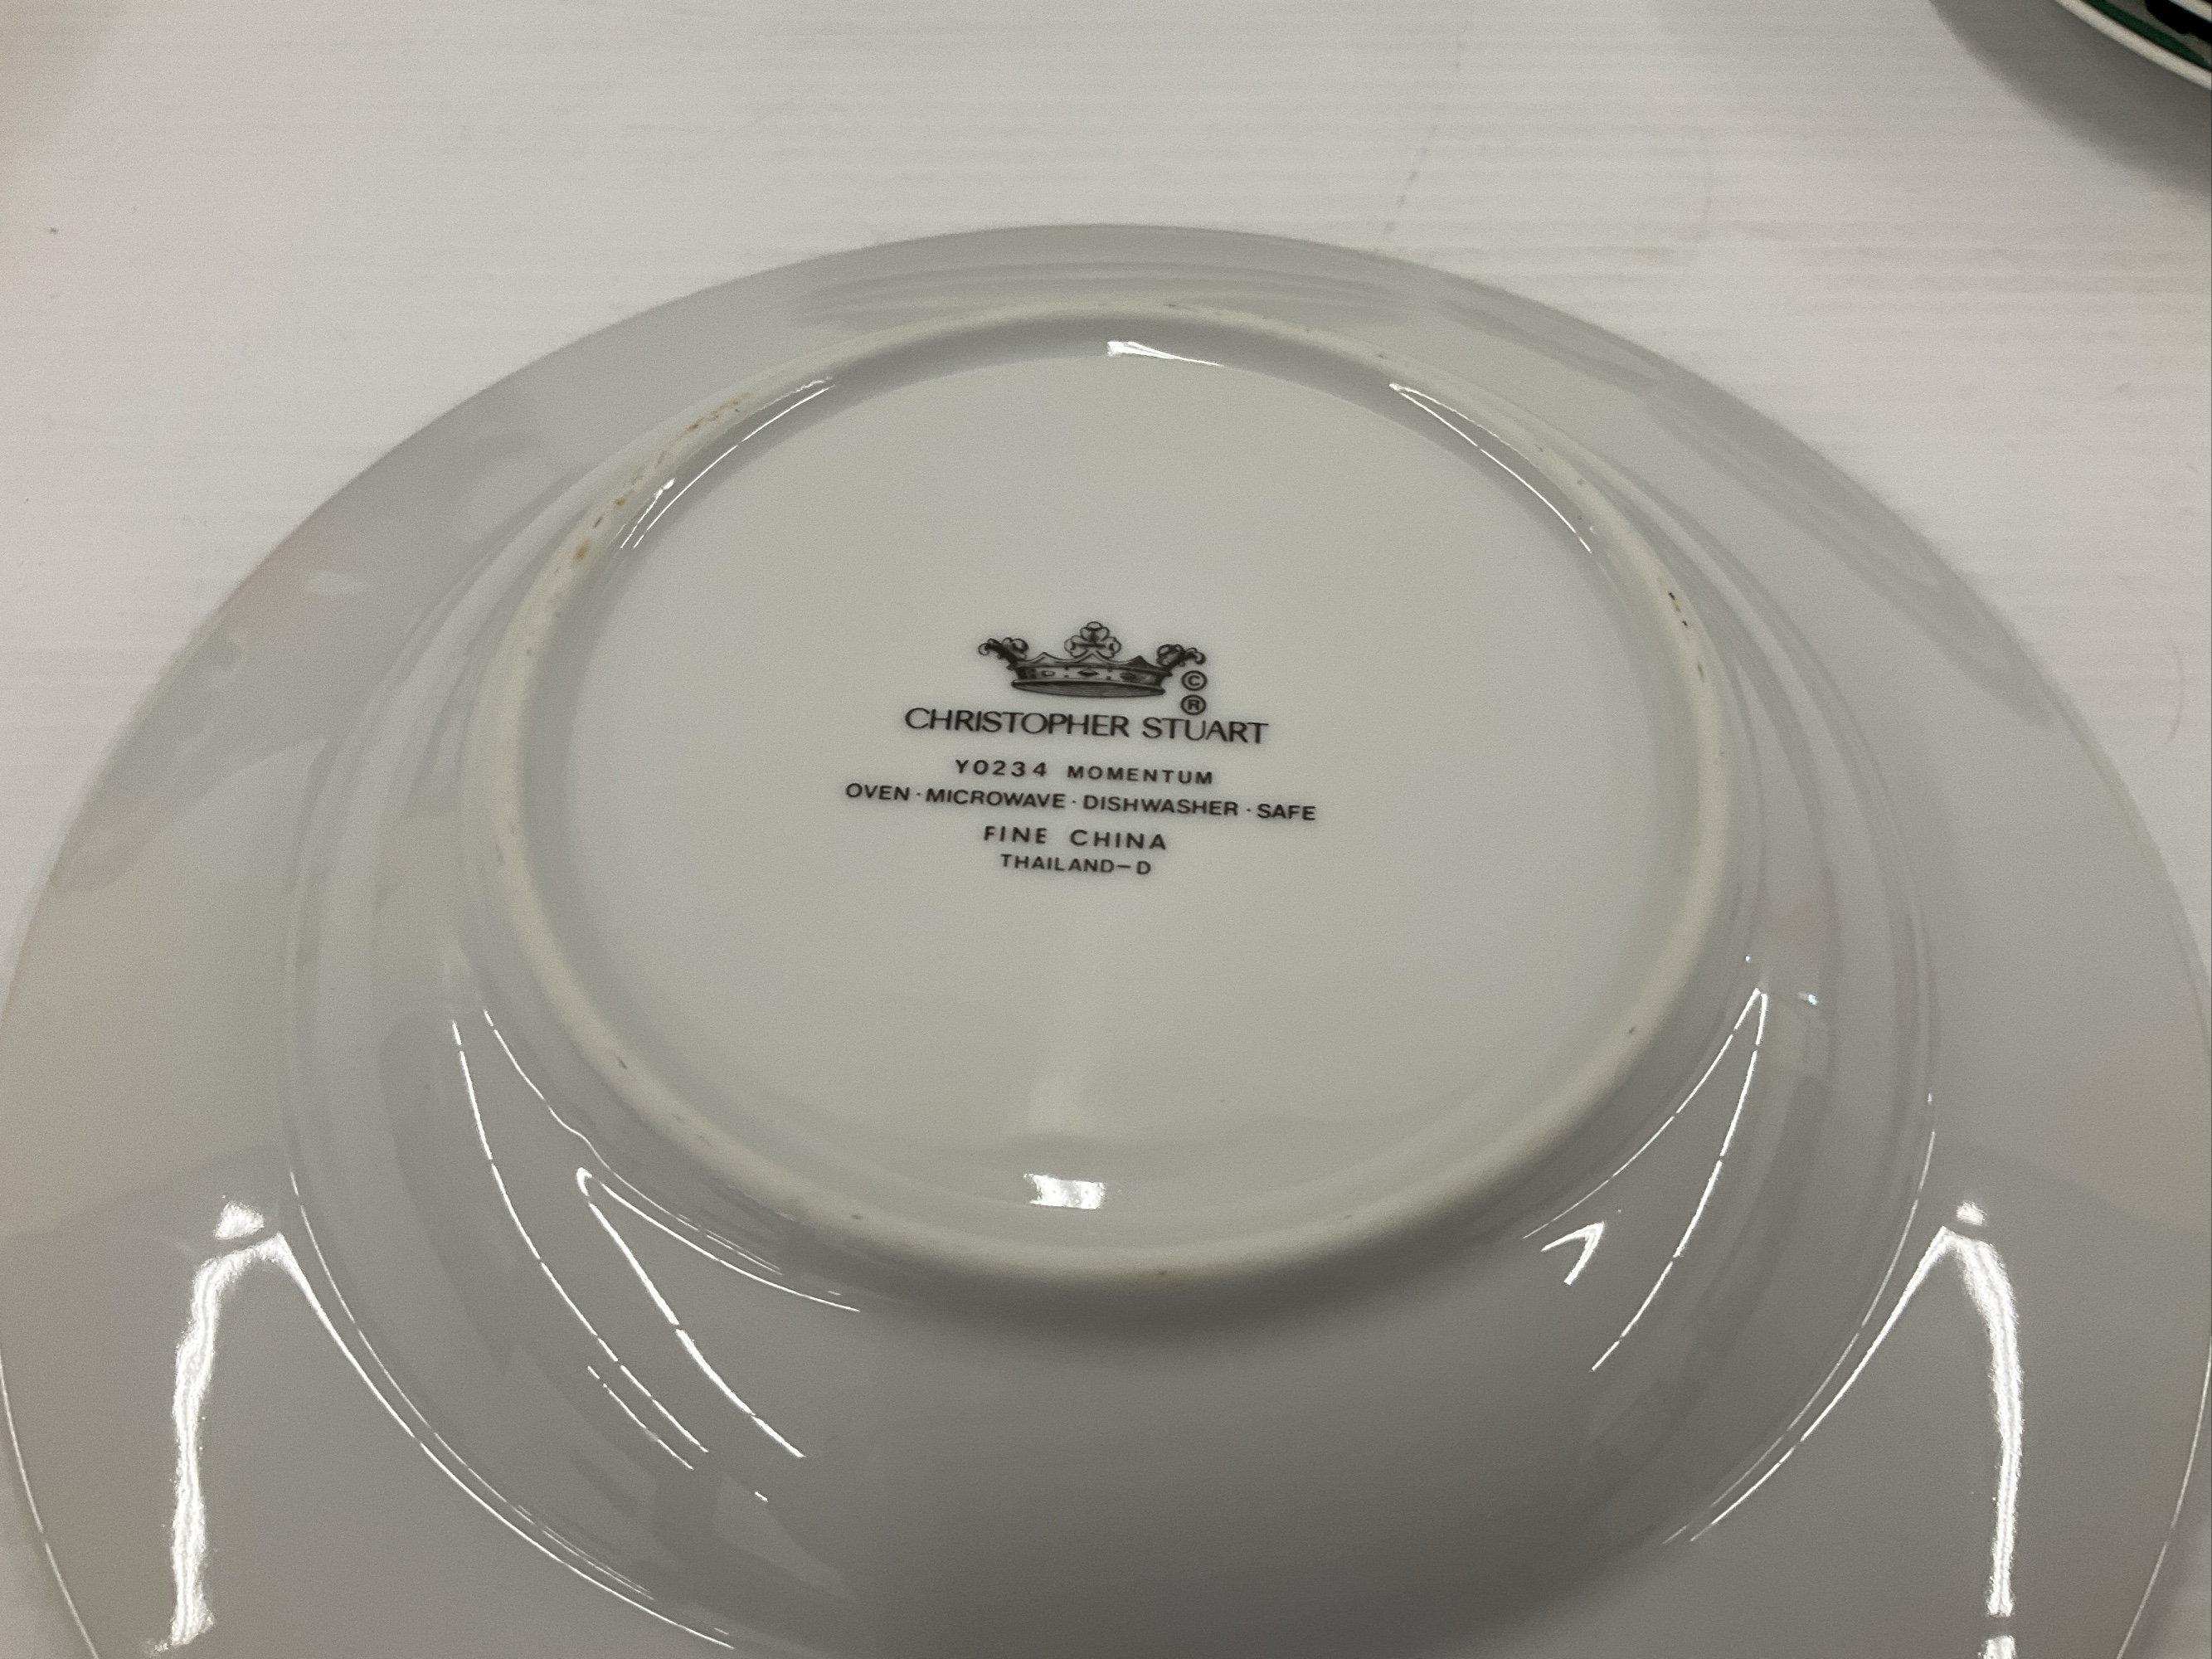 ©
®
CHRISTOPHER STUART
Y0234 MOMENTUM
OVEN · MICROWAVE · DISHWASHER · SAFE
FINE CHINA
THAILAND–D